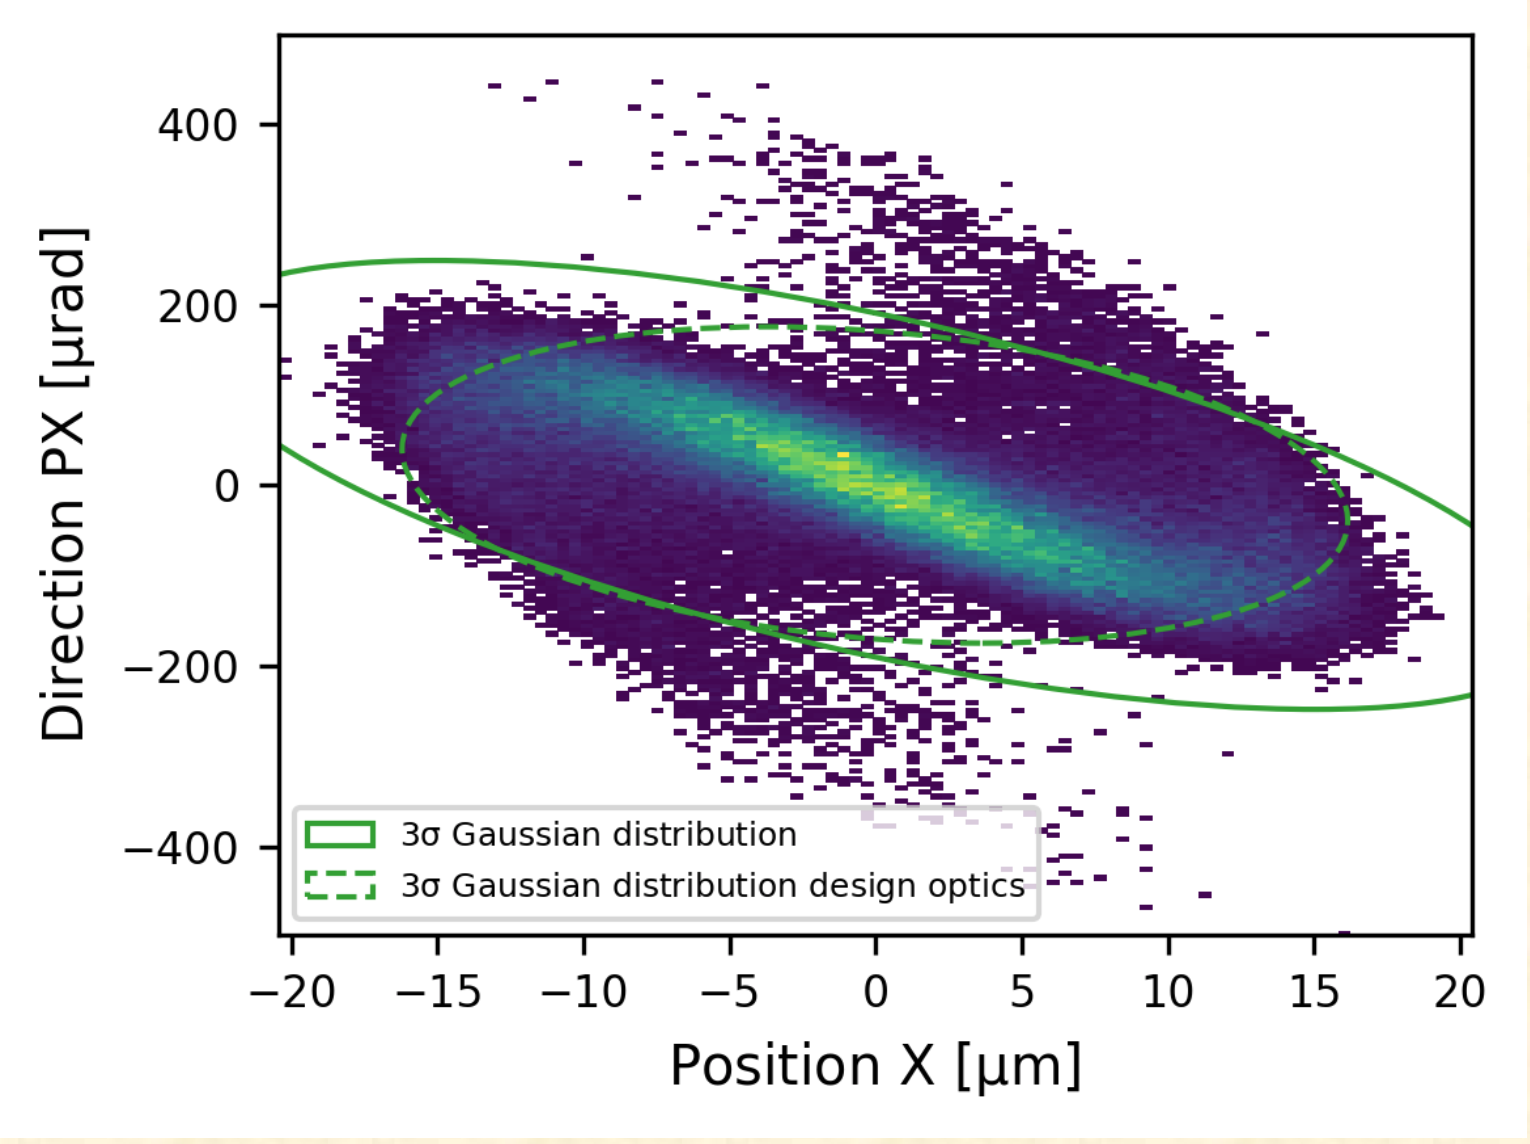 400
200
0
−200
−400
Direction PX [μrad]
3σ Gaussian distribution
3σ Gaussian distribution design optics
−20 −15 −10 −5 0 5 10 15 20
Position X [μm]